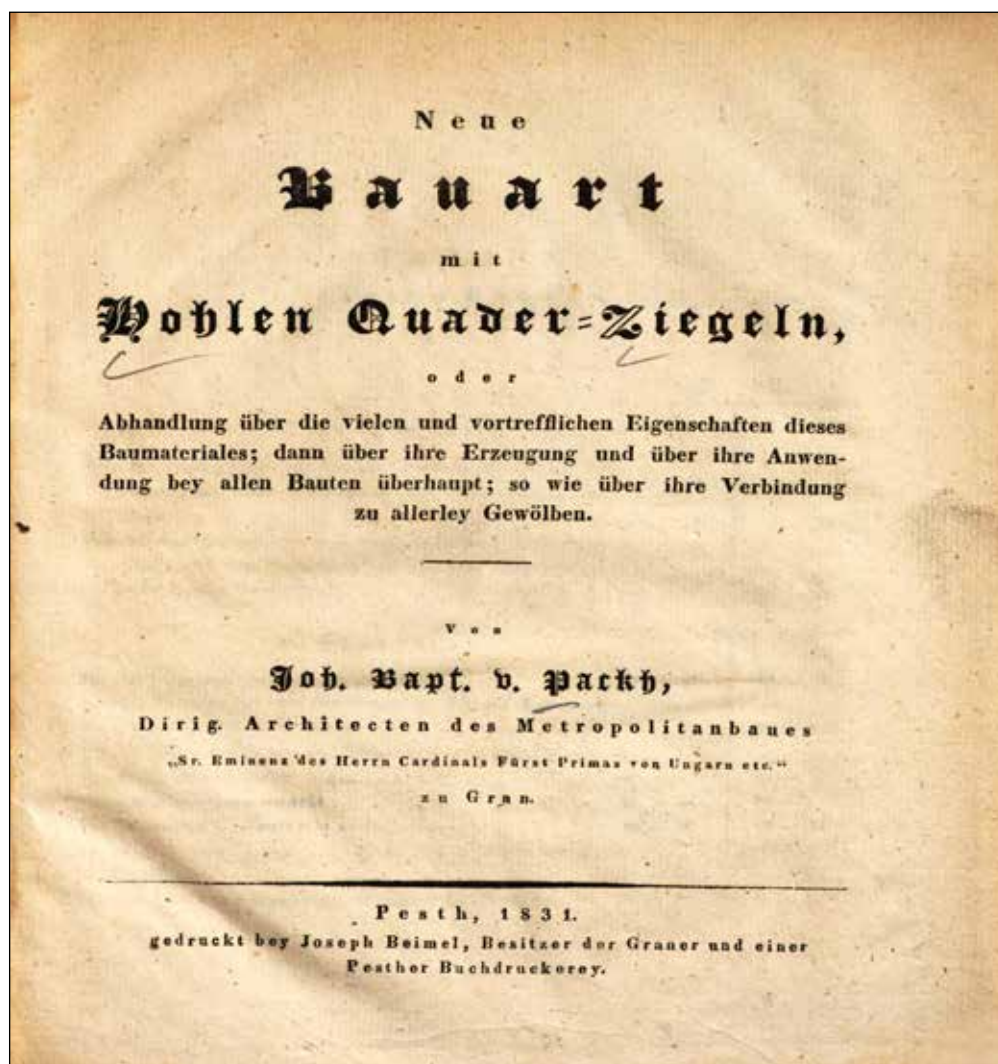 Neue
Bauart
mit
Hohlen Quader=Ziegeln,
oder
Abhandlung über die vielen und vortrefflichen Eigenschaften dieses
Baumateriales; dann über ihre Erzeugung und über ihre Anwen-
dung bey allen Bauten überhaupt; so wie über ihre Verbindung
zu allerley Gewölben.
von
Joh. Bapt. v. Packh,
Dirig. Architecten des Metropolitanbaues
„Sr. Eminenz des Herrn Cardinals Fürst Primas von Ungarn etc.“
zu Gran.
Pesth, 1831.
gedruckt bey Joseph Beimel, Besitzer der Graner und einer
Pesther Buchdruckerey.